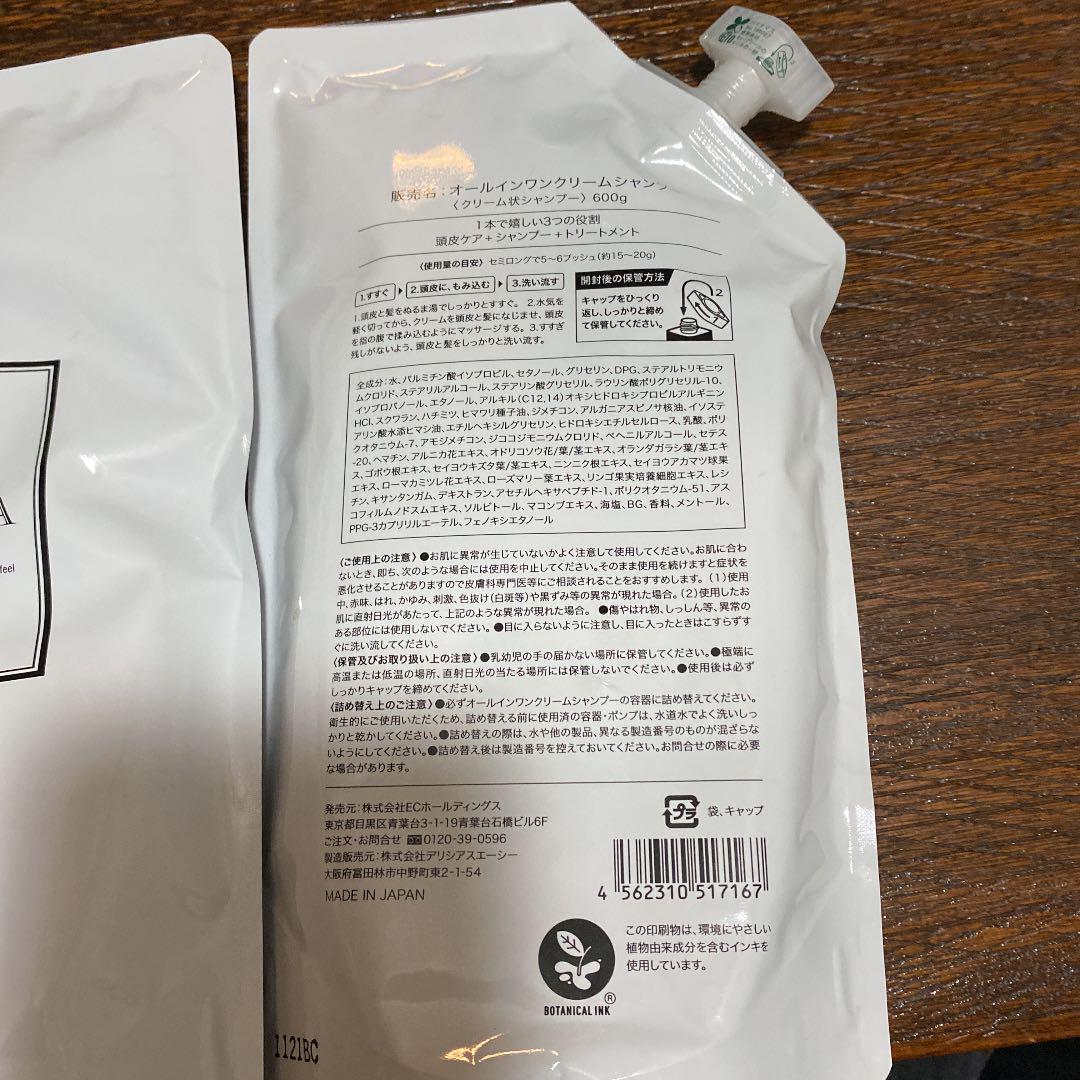 販売名：オールインワンクリームシャンプ
〈クリーム状シャンプー〉600g
1本で嬉しい3つの役割
頭皮ケア+シャンプー+トリートメント
〈使用量の目安〉セミロングで5〜6プッシュ(約15〜20g)
1.すすぐ 2.頭皮に、もみ込む 3.洗い流す
1.頭皮と髪をぬるま湯でしっかりとすすぐ。 2.水気を
軽く切ってから、クリームを頭皮と髪になじませ、頭皮
を指の腹で揉み込むようにマッサージする。3.すすぎ
残しがないよう、頭皮と髪をしっかりと洗い流す。
開封後の保管方法
キャップをひっくり
返し、しっかりと締め
て保管してください。
2
全成分：水、パルミチン酸イソプロピル、セタノール、グリセリン、DPG、ステアルトリモニウ
ムクロリド、ステアリルアルコール、ステアリン酸グリセリル、ラウリン酸ポリグリセリル-10、
イソプロパノール、エタノール、アルキル(C12,14)オキシヒドロキシプロピルアルギニン
HCl、スクワラン、ハチミツ、ヒマワリ種子油、ジメチコン、アルガニアスピノサ核油、イソステ
アリン酸水添ヒマシ油、エチルヘキシルグリセリン、ヒドロキシエチルセルロース、乳酸、ポリ
クオタニウム-7、アモジメチコン、ジココジモニウムクロリド、ベヘニルアルコール、セテス
-20、ヘマチン、アルニカ花エキス、オドリコソウ花/葉/茎エキス、オランダガラシ葉/茎エキ
ス、ゴボウ根エキス、セイヨウキズタ葉/茎エキス、ニンニク根エキス、セイヨウアカマツ球果
エキス、ローマカミツレ花エキス、ローズマリー葉エキス、リンゴ果実培養細胞エキス、レシ
チン、キサンタンガム、デキストラン、アセチルヘキサペプチド-1、ポリクオタニウム-51、アス
コフィルムノドスムエキス、ソルビトール、マコンブエキス、海塩、BG、香料、メントール、
PPG-3カプリリルエーテル、フェノキシエタノール
〈ご使用上の注意〉●お肌に異常が生じていないかよく注意して使用してください。お肌に合わ
ないとき、即ち、次のような場合には使用を中止してください。そのまま使用を続けますと症状を
悪化させることがありますので皮膚科専門医等にご相談されることをおすすめします。(1)使用
中、赤味、はれ、かゆみ、刺激、色抜け(白斑等)や黒ずみ等の異常が現れた場合。(2)使用したお
肌に直射日光があたって、上記のような異常が現れた場合。 ●傷やはれ物、しっしん等、異常の
ある部位には使用しないでください。●目に入らないように注意し、目に入ったときはこすらずす
ぐに洗い流してください。
〈保管及びお取り扱い上の注意〉●乳幼児の手の届かない場所に保管してください。●極端に
高温または低温の場所、直射日光の当たる場所には保管しないでください。●使用後は必ず
しっかりキャップを締めてください。
〈詰め替え上のご注意〉●必ずオールインワンクリームシャンプーの容器に詰め替えてください。
衛生的にご使用いただくため、詰め替える前に使用済の容器・ポンプは、水道水でよく洗いしっ
かりと乾かしてください。●詰め替えの際は、水や他の製品、異なる製造番号のものが混ざらな
いようにしてください。●詰め替え後は製造番号を控えておいてください。お問合せの際に必要
な場合があります。
発売元：株式会社ECホールディングス
東京都目黒区青葉台3-1-19青葉台石橋ビル6F
ご注文・お問合せ 0120-39-0596
製造販売元：株式会社デリシアスエーシー
大阪府富田林市中野町東2-1-54
MADE IN JAPAN
プラ 袋、キャップ
4 562310 517167
この印刷物は、環境にやさしい
植物由来成分を含むインキを
使用しています。
BOTANICAL INK ®
1121BC
A
feel